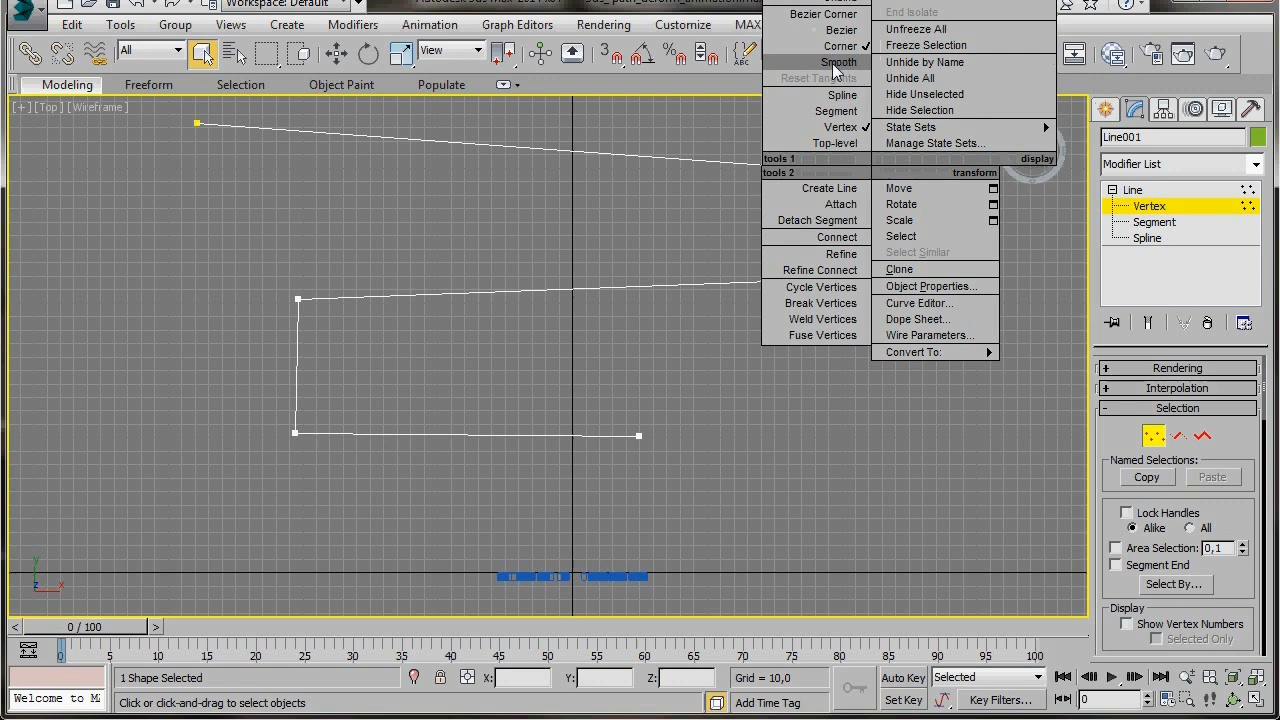 Workspace: Default
Edit Tools Group Views Create Modifiers Animation Graph Editors Rendering Customize MAX
All
View
ABC
Modeling Freeform Selection Object Paint Populate
[+] [Top] [Wireframe]
Bezier Corner
Bezier
Corner
Smooth
Reset Tangents
Spline
Segment
Vertex
Top-level
tools 1
tools 2
Create Line
Attach
Detach Segment
Connect
Refine
Refine Connect
Cycle Vertices
Break Vertices
Weld Vertices
Fuse Vertices
End Isolate
Unfreeze All
Freeze Selection
Unhide by Name
Unhide All
Hide Unselected
Hide Selection
State Sets
Manage State Sets...
display
transform
Move
Rotate
Scale
Select
Select Similar
Clone
Object Properties...
Curve Editor...
Dope Sheet...
Wire Parameters...
Convert To:
Line001
Modifier List
Line
Vertex
Segment
Spline
+ Rendering
+ Interpolation
- Selection
Named Selections:
Copy Paste
Lock Handles
Alike All
Area Selection: 0,1
Segment End
Select By...
Display
Show Vertex Numbers
Selected Only
y
z x
< 0 / 100 >
0 5 10 15 20 25 30 35 40 45 50 55 60 65 70 75 80 85 90 95 100
1 Shape Selected X: Y: Z: Grid = 10,0 Auto Key Selected
Welcome to M
Click or click-and-drag to select objects Add Time Tag Set Key Key Filters... 0